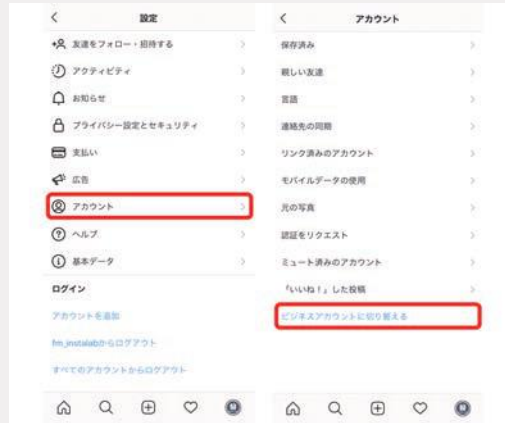 設定
友達をフォロー・招待する
アクティビティ
お知らせ
プライバシー設定とセキュリティ
支払い
広告
アカウント
ヘルプ
基本データ
ログイン
アカウントを追加
fm_instalabからログアウト
すべてのアカウントからログアウト
アカウント
保存済み
親しい友達
言語
連絡先の同期
リンク済みのアカウント
モバイルデータの使用
元の写真
認証をリクエスト
ミュート済みのアカウント
「いいね！」した投稿
ビジネスアカウントに切り替える